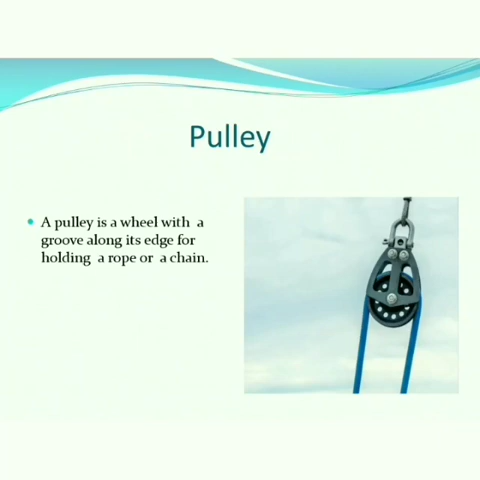 Pulley
• A pulley is a wheel with a
groove along its edge for
holding a rope or a chain.